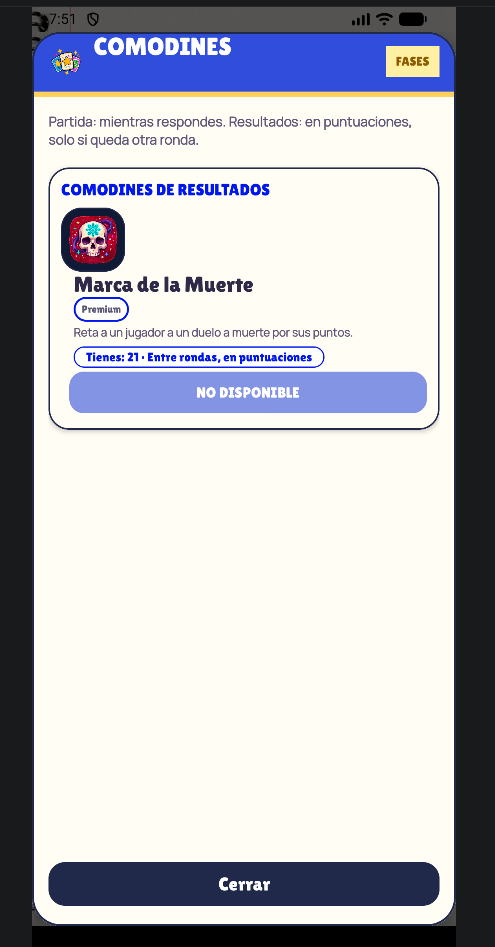 7:51
COMODINES
FASES
Partida: mientras respondes. Resultados: en puntuaciones,
solo si queda otra ronda.
COMODINES DE RESULTADOS
Marca de la Muerte
Premium
Reta a un jugador a un duelo a muerte por sus puntos.
Tienes: 21 · Entre rondas, en puntuaciones
NO DISPONIBLE
Cerrar